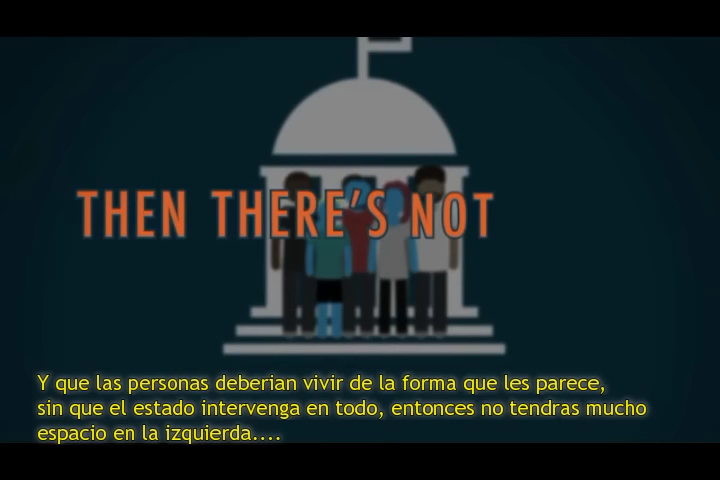 THEN THERE'S NOT
Y que las personas deberian vivir de la forma que les parece,
sin que el estado intervenga en todo, entonces no tendras mucho
espacio en la izquierda....